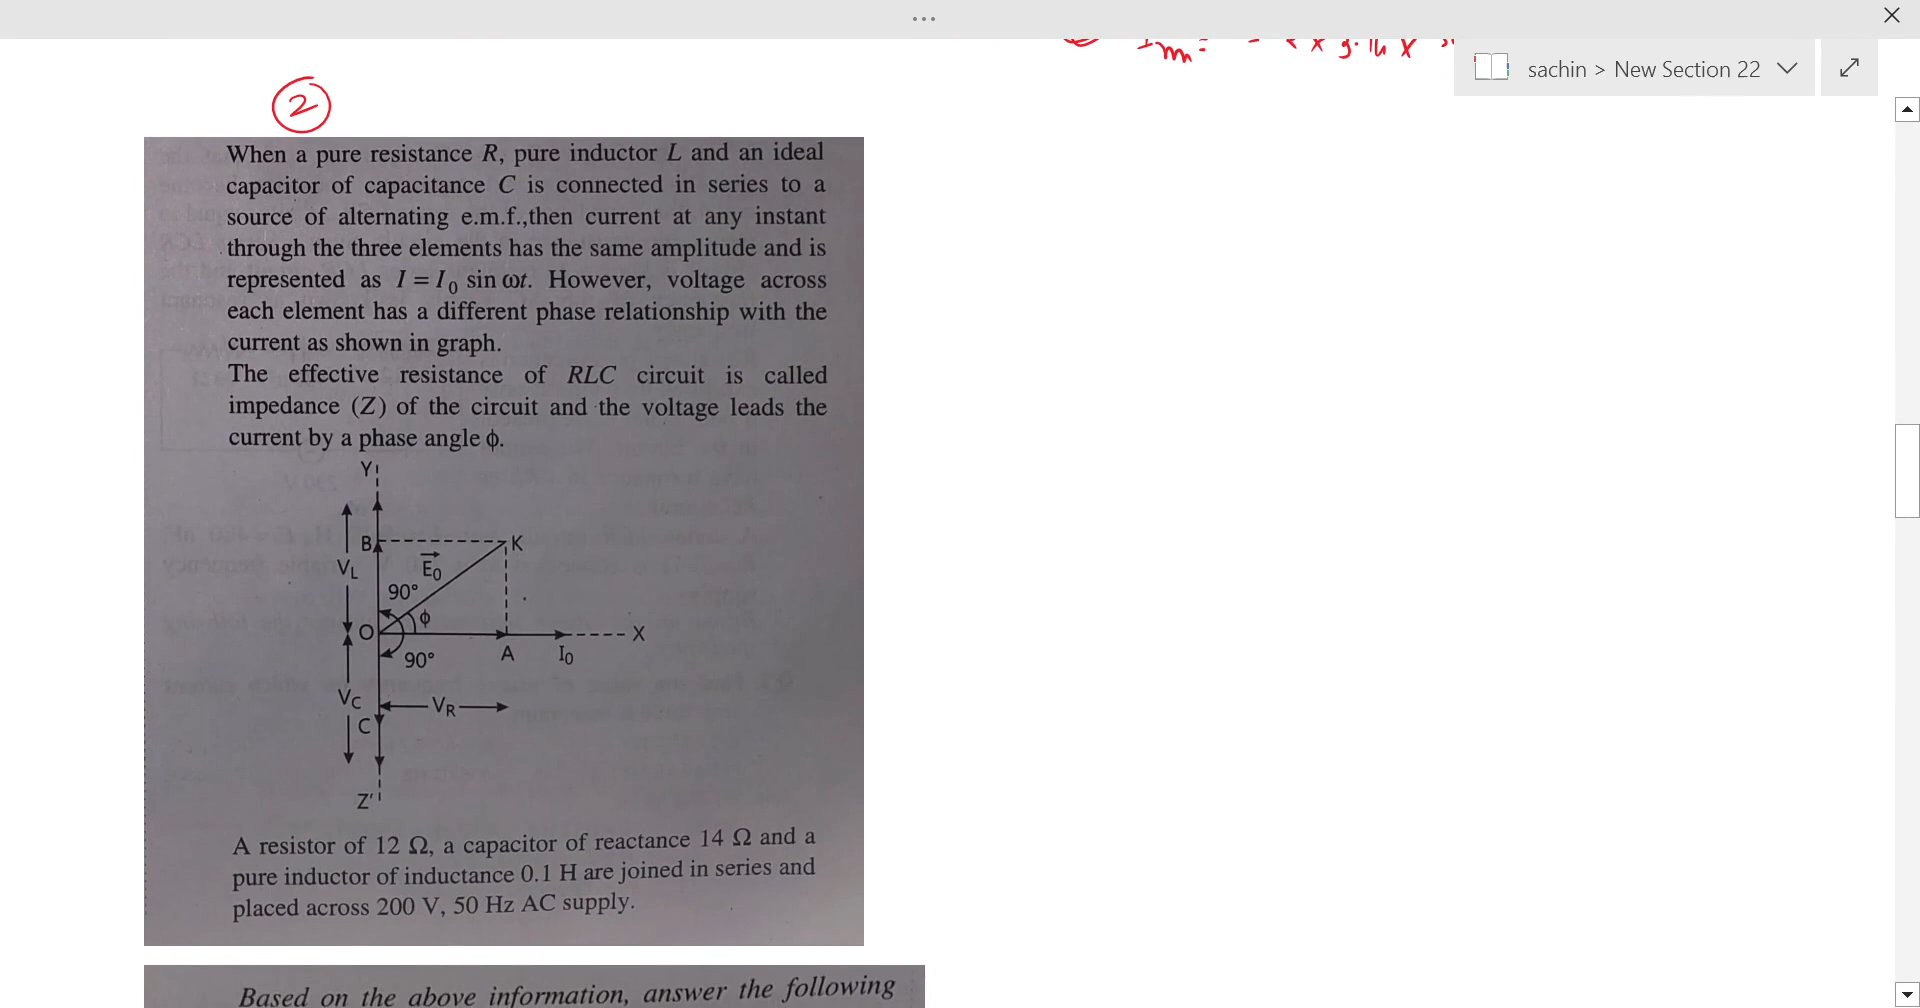 sachin > New Section 22
2
When a pure resistance R, pure inductor L and an ideal
capacitor of capacitance C is connected in series to a
source of alternating e.m.f.,then current at any instant
through the three elements has the same amplitude and is
represented as I = I₀ sin ωt. However, voltage across
each element has a different phase relationship with the
current as shown in graph.
The effective resistance of RLC circuit is called
impedance (Z) of the circuit and the voltage leads the
current by a phase angle ϕ.
Y
B K
V_L E₀
90°
ϕ
O X
90° A I₀
V_C V_R
C
Z'
A resistor of 12 Ω, a capacitor of reactance 14 Ω and a
pure inductor of inductance 0.1 H are joined in series and
placed across 200 V, 50 Hz AC supply.
Based on the above information, answer the following